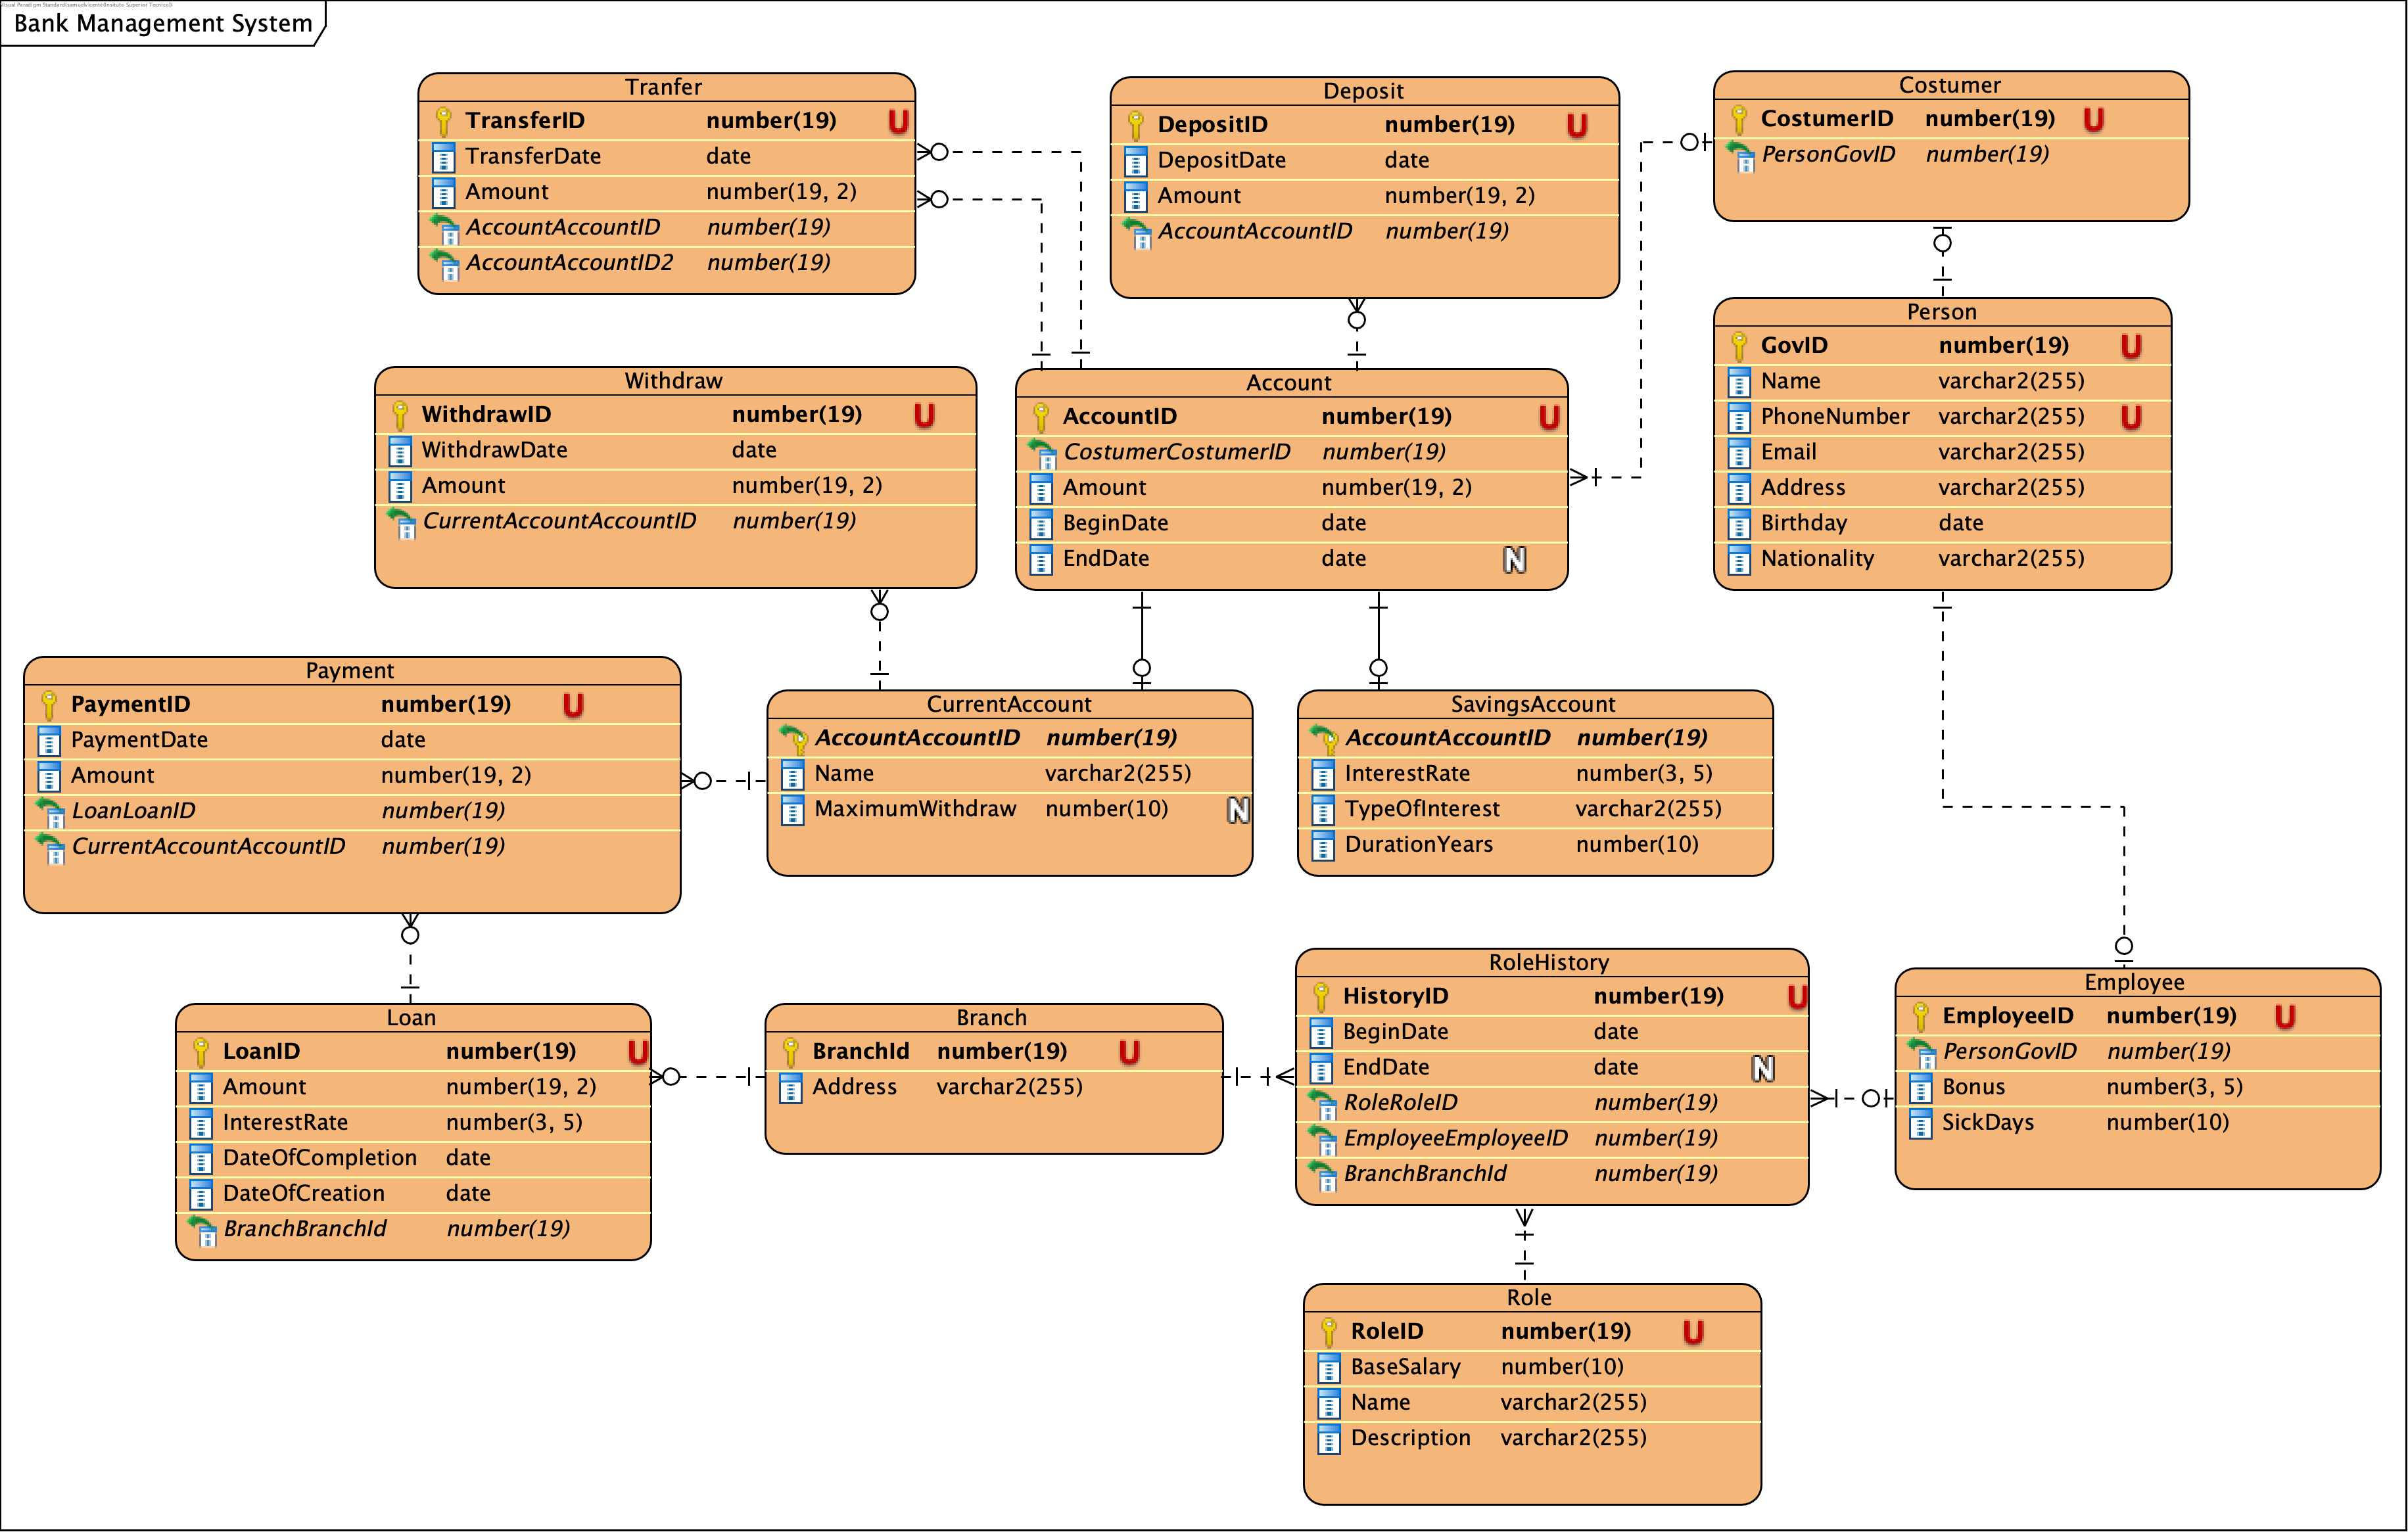 Visual Paradigm Standard(samuelvicente(Instituto Superior Tecnico))
Bank Management System
Tranfer
TransferID number(19) U
TransferDate date
Amount number(19, 2)
AccountAccountID number(19)
AccountAccountID2 number(19)
Deposit
DepositID number(19) U
DepositDate date
Amount number(19, 2)
AccountAccountID number(19)
Costumer
CostumerID number(19) U
PersonGovID number(19)
Person
GovID number(19) U
Name varchar2(255)
PhoneNumber varchar2(255) U
Email varchar2(255)
Address varchar2(255)
Birthday date
Nationality varchar2(255)
Withdraw
WithdrawID number(19) U
WithdrawDate date
Amount number(19, 2)
CurrentAccountAccountID number(19)
Account
AccountID number(19) U
CostumerCostumerID number(19)
Amount number(19, 2)
BeginDate date
EndDate date N
Payment
PaymentID number(19) U
PaymentDate date
Amount number(19, 2)
LoanLoanID number(19)
CurrentAccountAccountID number(19)
CurrentAccount
AccountAccountID number(19)
Name varchar2(255)
MaximumWithdraw number(10) N
SavingsAccount
AccountAccountID number(19)
InterestRate number(3, 5)
TypeOfInterest varchar2(255)
DurationYears number(10)
Loan
LoanID number(19) U
Amount number(19, 2)
InterestRate number(3, 5)
DateOfCompletion date
DateOfCreation date
BranchBranchId number(19)
Branch
BranchId number(19) U
Address varchar2(255)
RoleHistory
HistoryID number(19) U
BeginDate date
EndDate date N
RoleRoleID number(19)
EmployeeEmployeeID number(19)
BranchBranchId number(19)
Employee
EmployeeID number(19) U
PersonGovID number(19)
Bonus number(3, 5)
SickDays number(10)
Role
RoleID number(19) U
BaseSalary number(10)
Name varchar2(255)
Description varchar2(255)